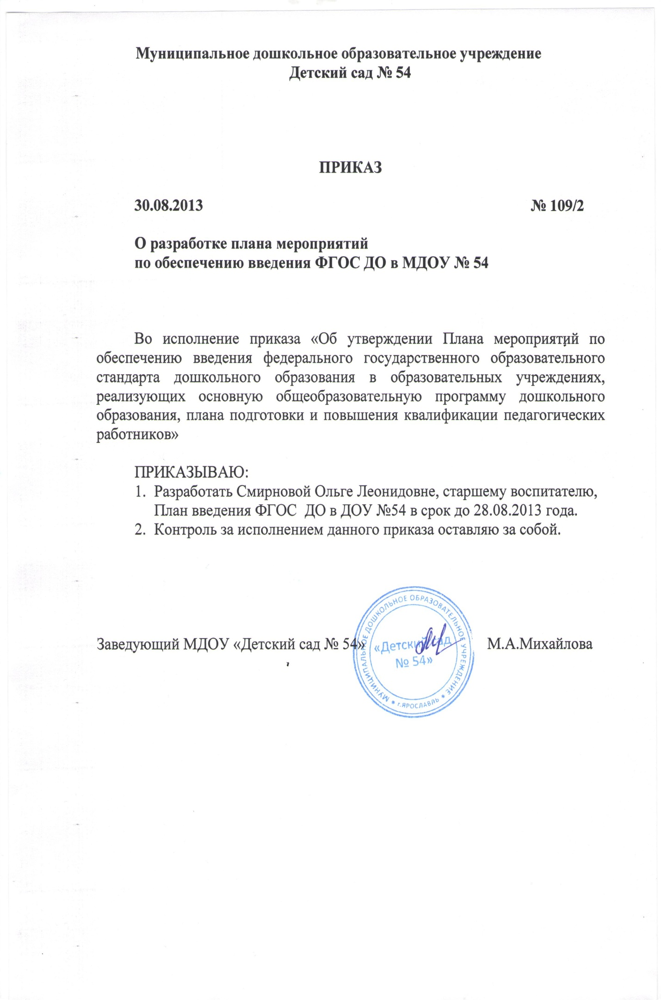 Муниципальное дошкольное образовательное учреждение
Детский сад № 54
ПРИКАЗ
30.08.2013 № 109/2
О разработке плана мероприятий
по обеспечению введения ФГОС ДО в МДОУ № 54
Во исполнение приказа «Об утверждении Плана мероприятий по
обеспечению введения федерального государственного образовательного
стандарта дошкольного образования в образовательных учреждениях,
реализующих основную общеобразовательную программу дошкольного
образования, плана подготовки и повышения квалификации педагогических
работников»
ПРИКАЗЫВАЮ:
1. Разработать Смирновой Ольге Леонидовне, старшему воспитателю,
План введения ФГОС ДО в ДОУ №54 в срок до 28.08.2013 года.
2. Контроль за исполнением данного приказа оставляю за собой.
Заведующий МДОУ «Детский сад № 54» М.А.Михайлова
МУНИЦИПАЛЬНОЕ ДОШКОЛЬНОЕ ОБРАЗОВАТЕЛЬНОЕ УЧРЕЖДЕНИЕ
* г.ЯРОСЛАВЛЬ *
«Детский сад
№ 54»